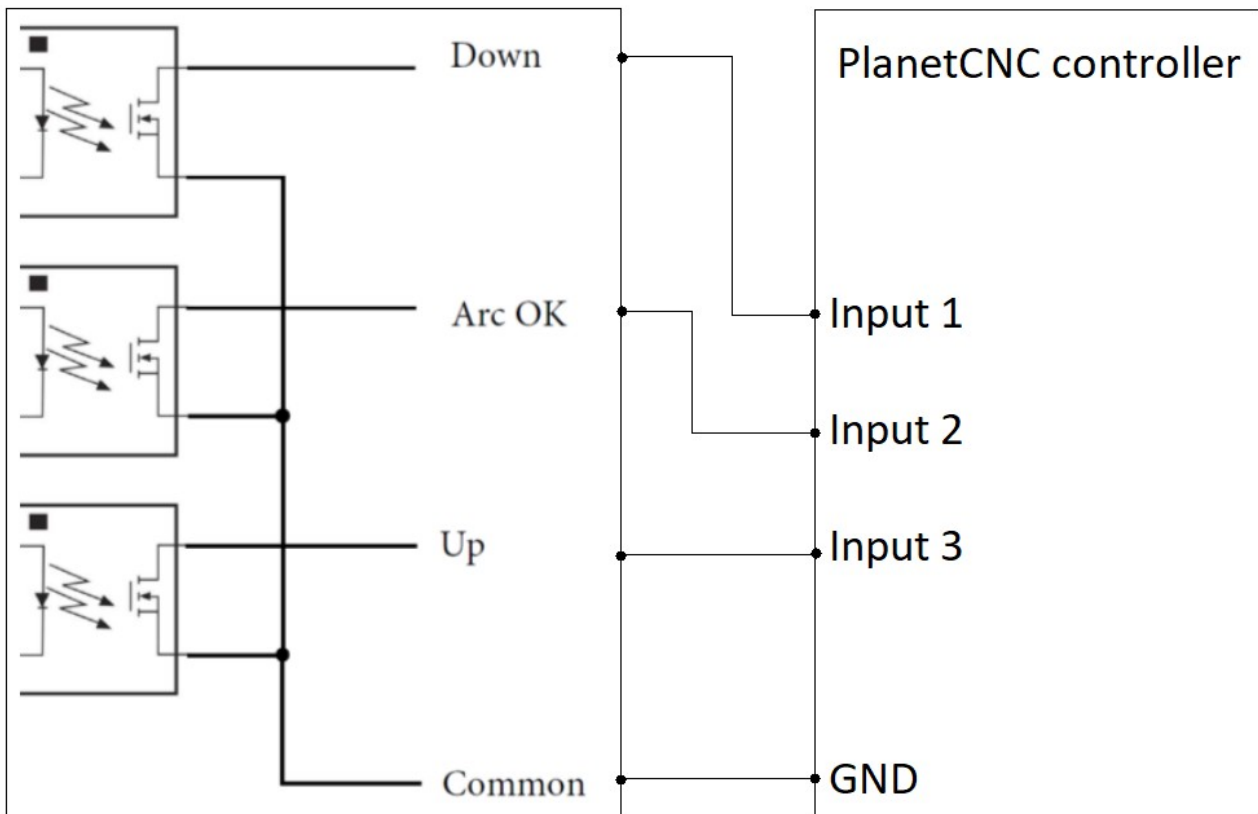 Down
PlanetCNC controller
Arc OK
Input 1
Input 2
Up
Input 3
Common
GND